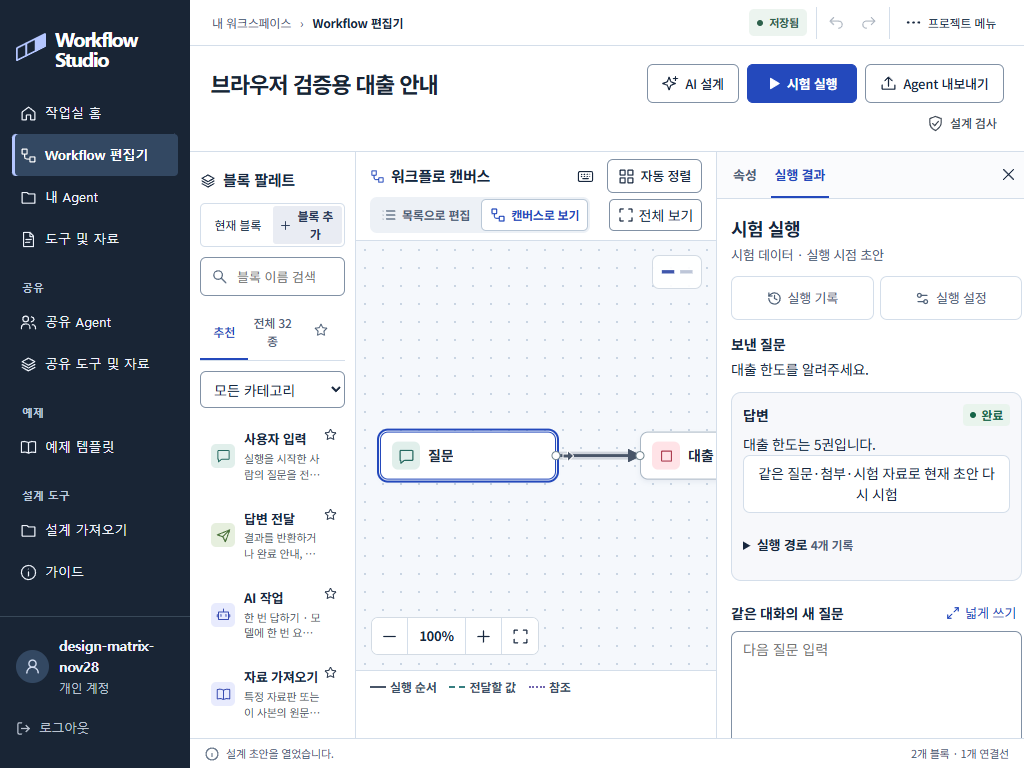 Workflow
Studio
작업실 홈
Workflow 편집기
내 Agent
도구 및 자료
공유
공유 Agent
공유 도구 및 자료
예제
예제 템플릿
설계 도구
설계 가져오기
가이드
design-matrix-
nov28
개인 계정
로그아웃
내 워크스페이스 › Workflow 편집기
저장됨
프로젝트 메뉴
브라우저 검증용 대출 안내
AI 설계
시험 실행
Agent 내보내기
설계 검사
블록 팔레트
현재 블록
블록 추
가
블록 이름 검색
추천
전체 32
종
모든 카테고리
사용자 입력
실행을 시작한 사
람의 질문을 전…
답변 전달
결과를 반환하거
나 완료 안내, …
AI 작업
한 번 답하기 · 모
델에 한 번 요…
자료 가져오기
특정 자료판 또는
이 사본의 원문…
워크플로 캔버스
자동 정렬
목록으로 편집
캔버스로 보기
전체 보기
질문
대출
100%
실행 순서
전달할 값
참조
속성
실행 결과
시험 실행
시험 데이터 · 실행 시점 초안
실행 기록
실행 설정
보낸 질문
대출 한도를 알려주세요.
답변
완료
대출 한도는 5권입니다.
같은 질문·첨부·시험 자료로 현재 초안 다
시 시험
실행 경로 4개 기록
같은 대화의 새 질문
넓게 쓰기
다음 질문 입력
설계 초안을 열었습니다.
2개 블록 · 1개 연결선